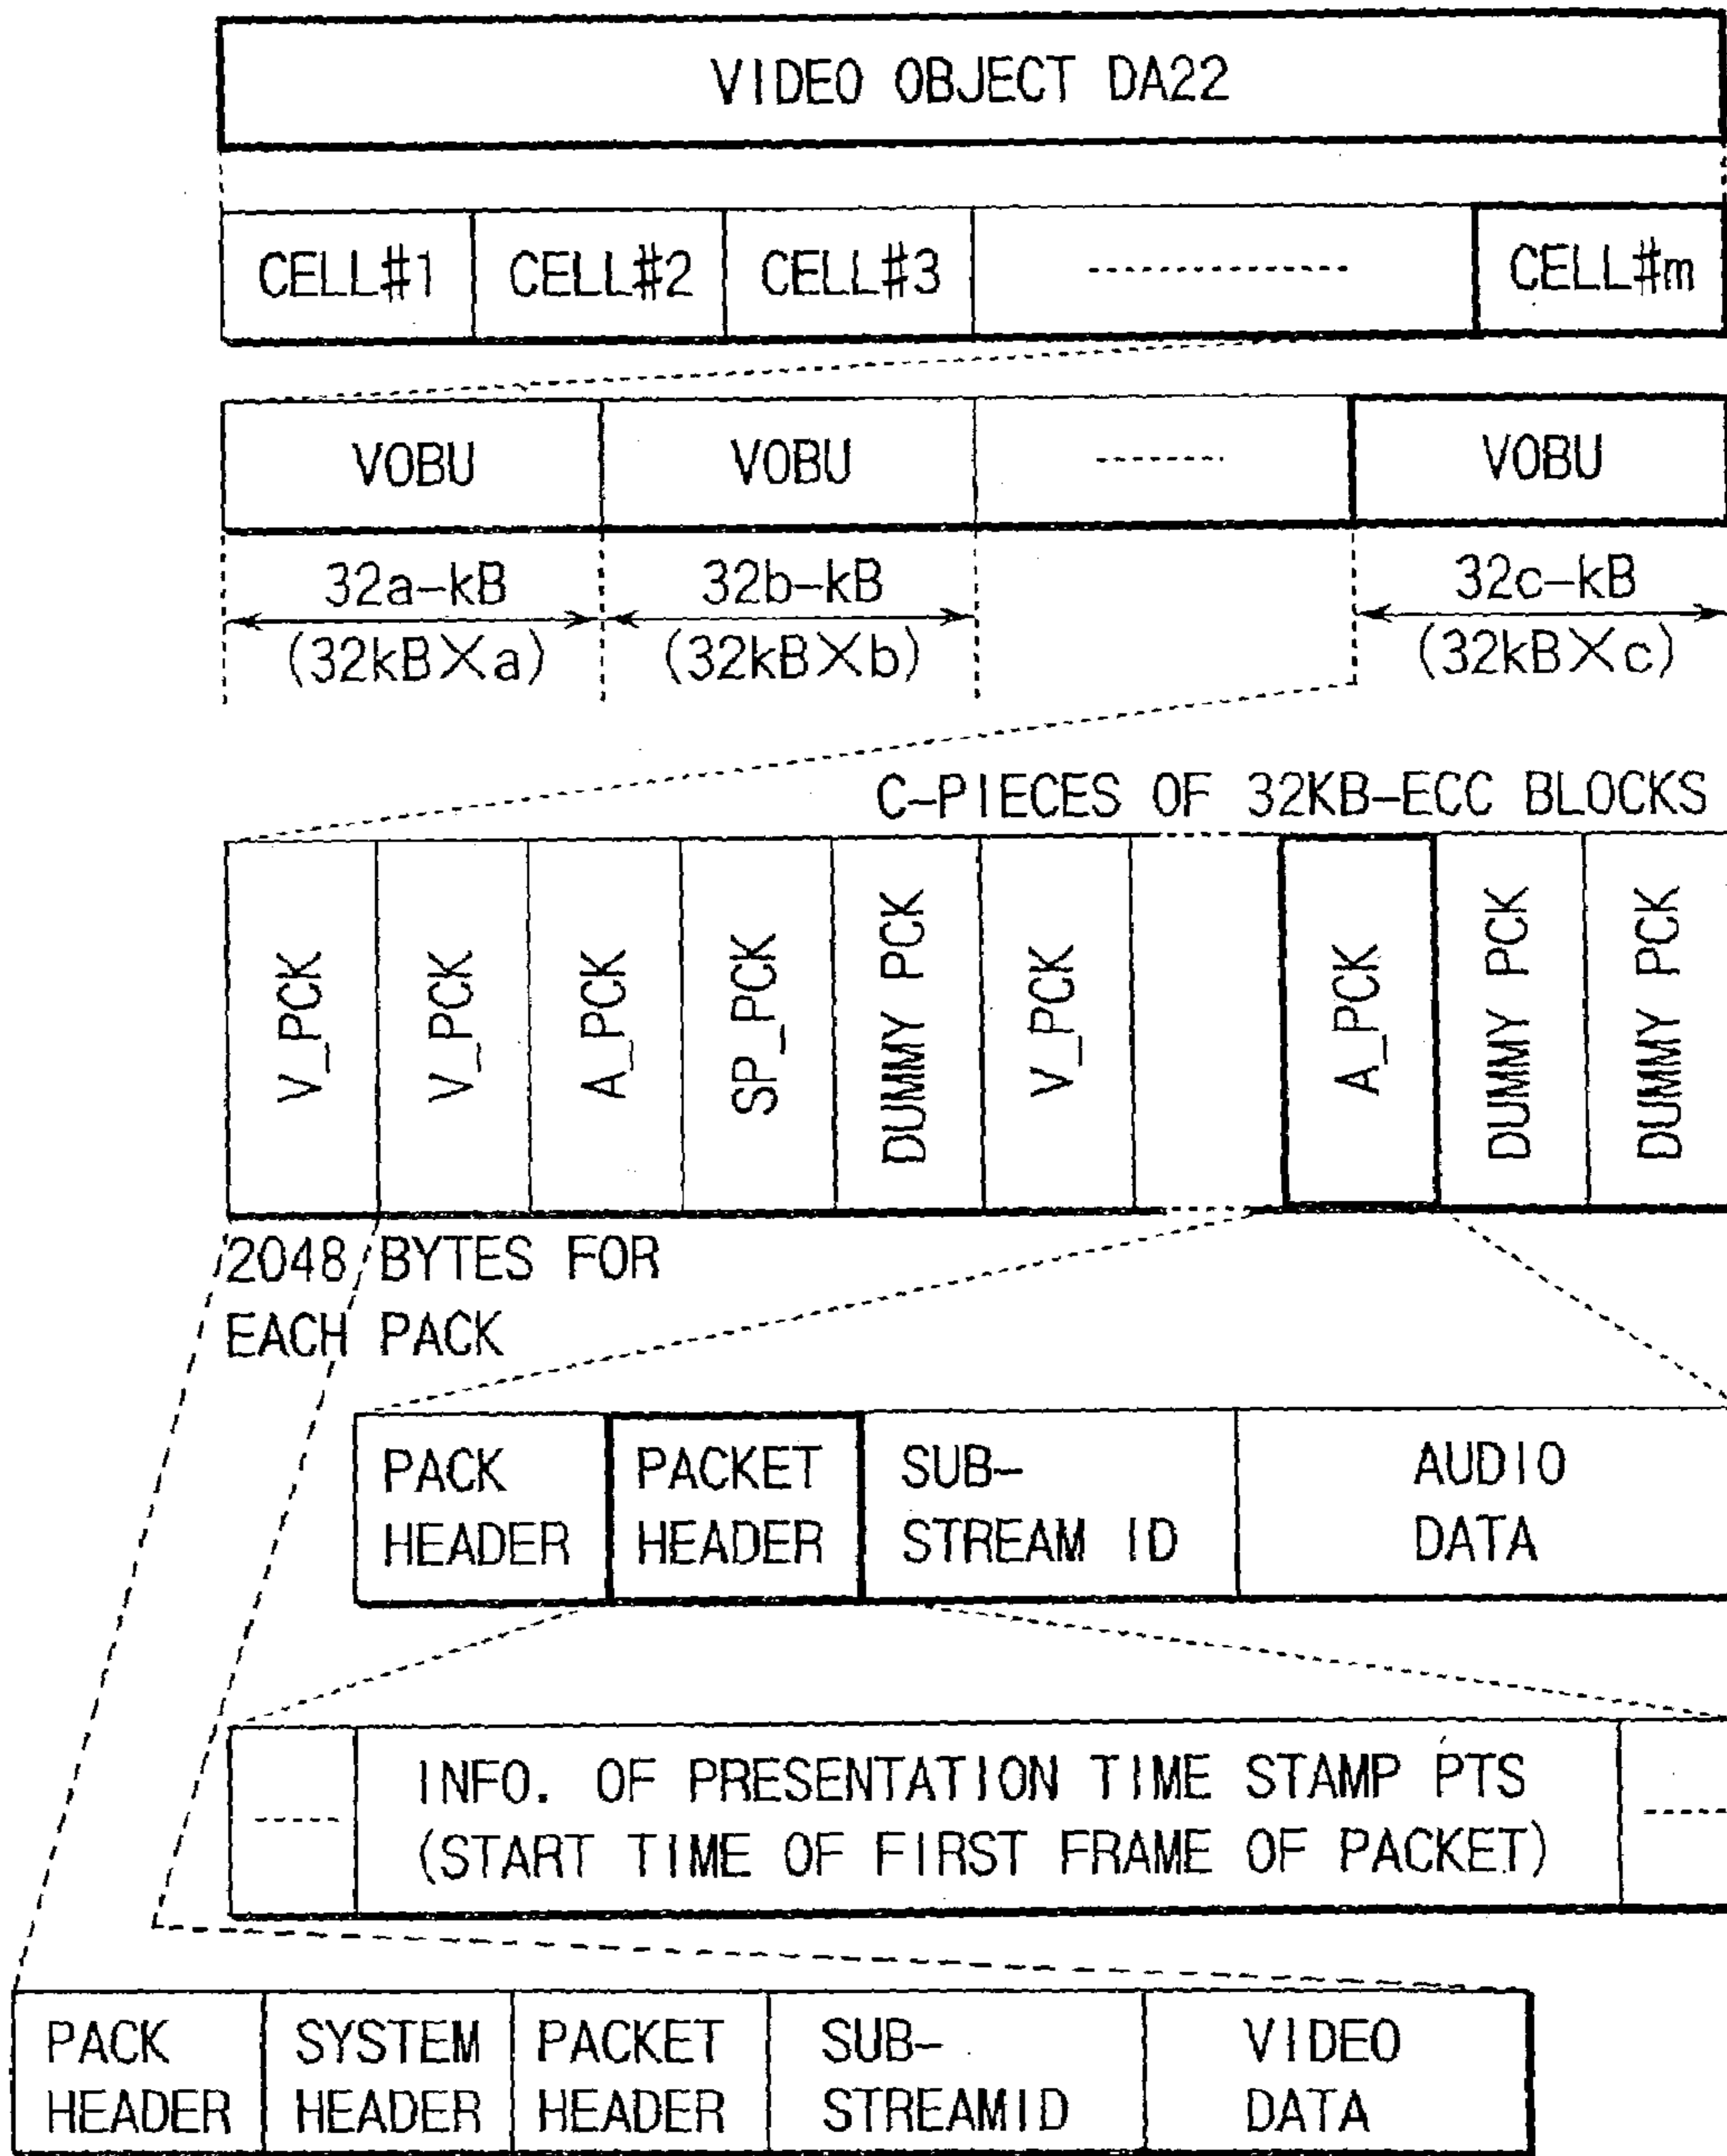 VIDEO OBJECT DA22
CELL#1 CELL#2 CELL#3 CELL#m
VOBU VOBU VOBU
32a-kB 32b-kB 32c-kB
(32kB×a) (32kB×b) (32kB×c)
C-PIECES OF 32KB-ECC BLOCKS
V_PCK
V_PCK
A_PCK
SP_PCK
DUMMY PCK
V_PCK
A_PCK
DUMMY PCK
DUMMY PCK
2048 BYTES FOR
EACH PACK
PACK PACKET SUB- AUDIO
HEADER HEADER STREAM ID DATA
INFO. OF PRESENTATION TIME STAMP PTS
(START TIME OF FIRST FRAME OF PACKET)
PACK SYSTEM PACKET SUB- VIDEO
HEADER HEADER HEADER STREAMID DATA